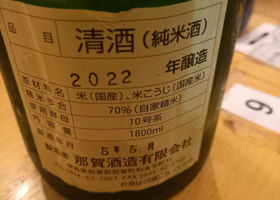 清酒(純米酒)
2022 年醸造
原材料名 米(国産)、米こうじ(国産米)
精米歩合 70%(自家精米)
使用酵母 10号系
内容量 1800ml
製造年月 5年5月
製造者 那賀酒造有限会社
6